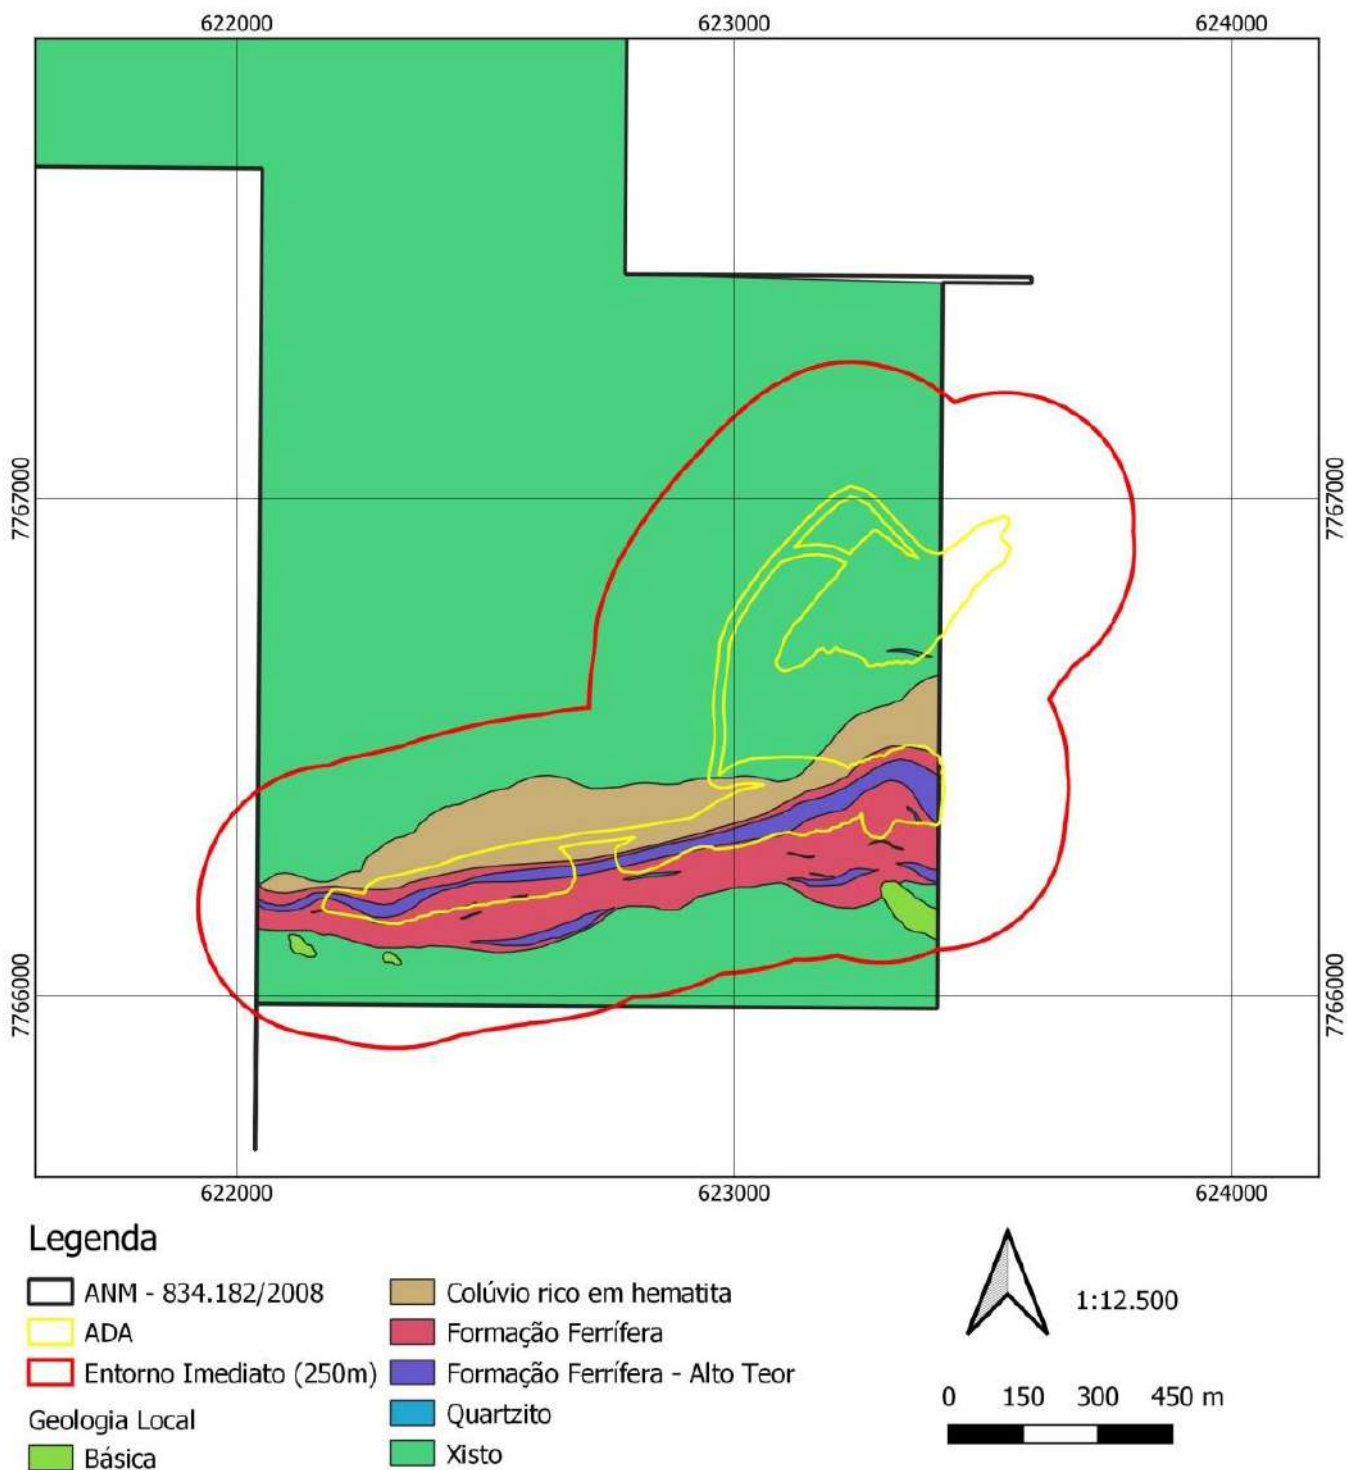 622000 623000 624000
7767000 7767000
7766000 7766000
622000 623000 624000
Legenda
ANM - 834.182/2008
ADA
Entorno Imediato (250m)
Geologia Local
Básica
Colúvio rico em hematita
Formação Ferrífera
Formação Ferrífera - Alto Teor
Quartzito
Xisto
1:12.500
0 150 300 450 m